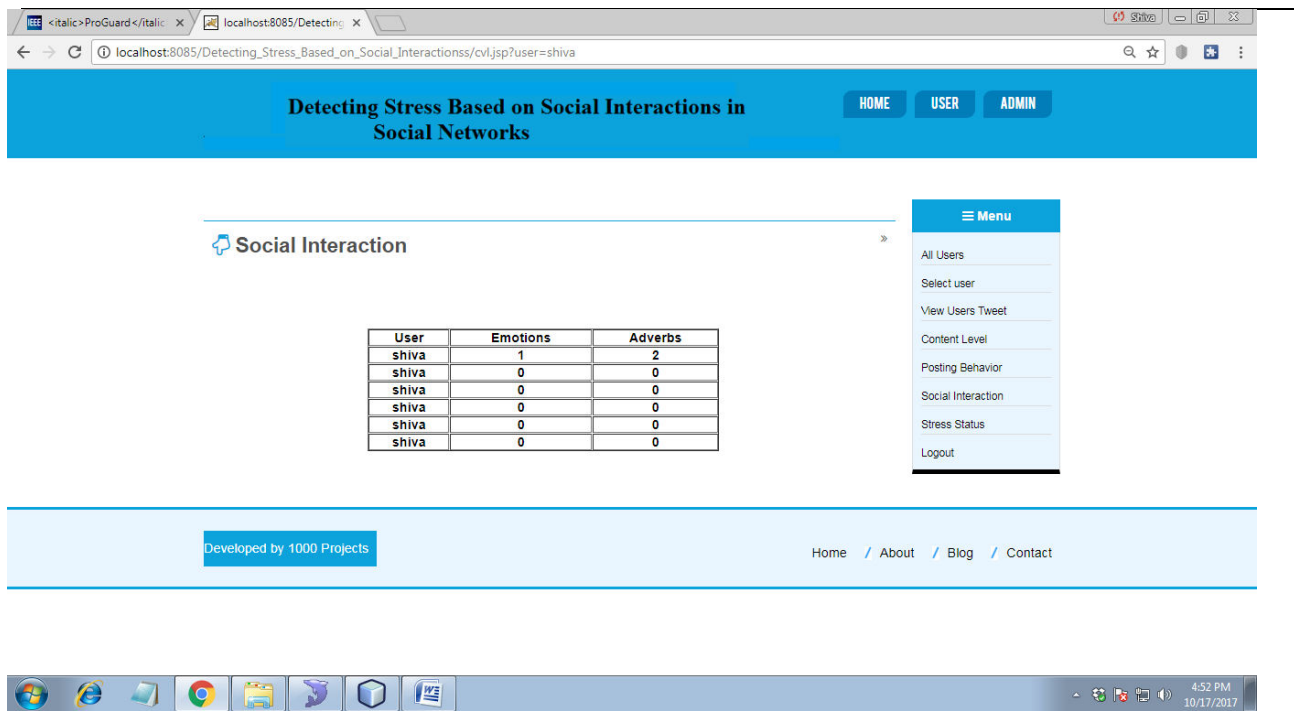 IEEE <italic>ProGuard</italic x
localhost:8085/Detecting x
Shiva
localhost:8085/Detecting_Stress_Based_on_Social_Interactionss/cvl.jsp?user=shiva
Detecting Stress Based on Social Interactions in
Social Networks
HOME USER ADMIN
Menu
Social Interaction »
All Users
Select user
View Users Tweet
Content Level
Posting Behavior
Social Interaction
Stress Status
Logout
User Emotions Adverbs
shiva 1 2
shiva 0 0
shiva 0 0
shiva 0 0
shiva 0 0
shiva 0 0
Developed by 1000 Projects
Home / About / Blog / Contact
4:52 PM
10/17/2017